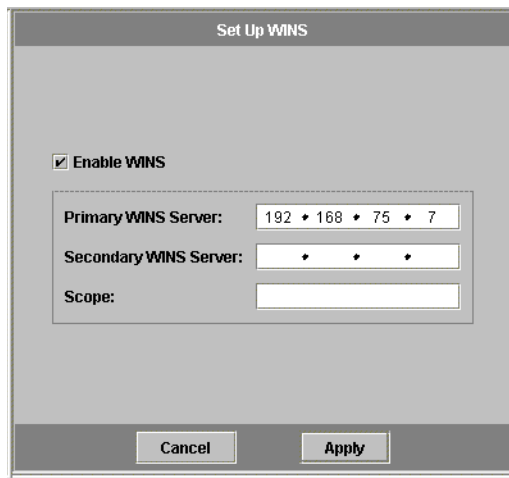 Set Up WINS
Enable WINS
Primary WINS Server: 192 . 168 . 75 . 7
Secondary WINS Server: . . .
Scope:
Cancel Apply